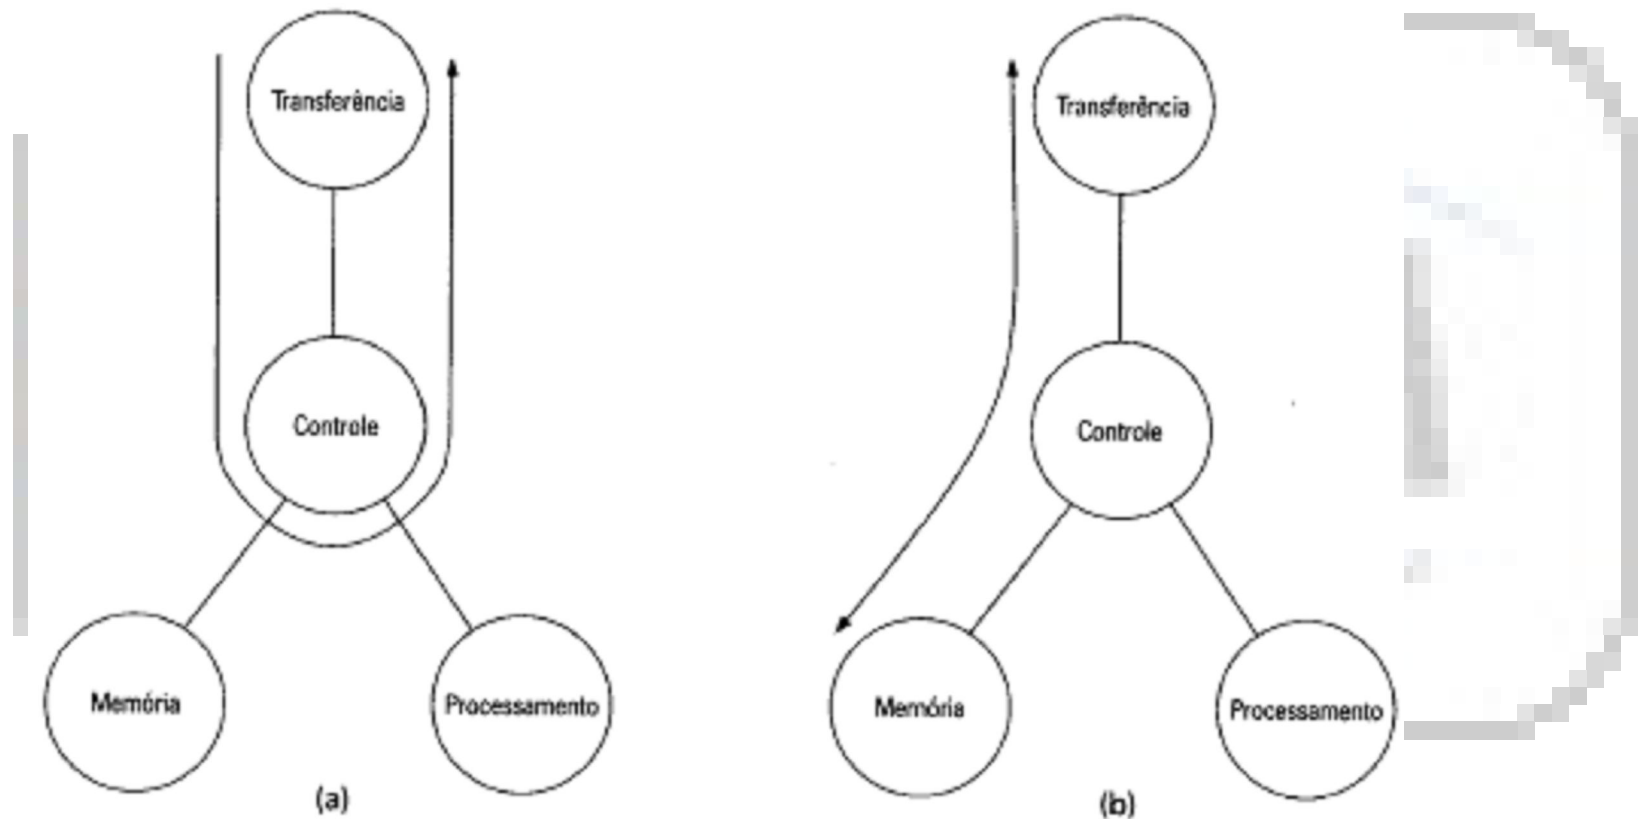 Transferência
Controle
Memória
Processamento
(a)
Transferência
Controle
Memória
Processamento
(b)